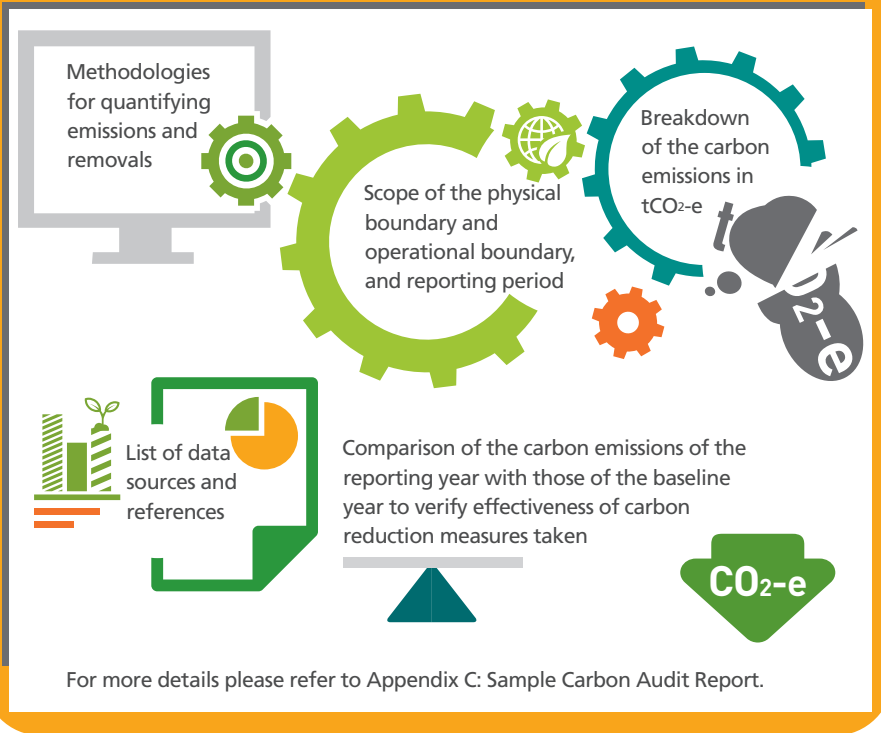 Methodologies
for quantifying
emissions and
removals
Scope of the physical
boundary and
operational boundary,
and reporting period
Breakdown
of the carbon
emissions in
tCO2-e
t
2-e
List of data
sources and
references
Comparison of the carbon emissions of the
reporting year with those of the baseline
year to verify effectiveness of carbon
reduction measures taken
CO2-e
For more details please refer to Appendix C: Sample Carbon Audit Report.